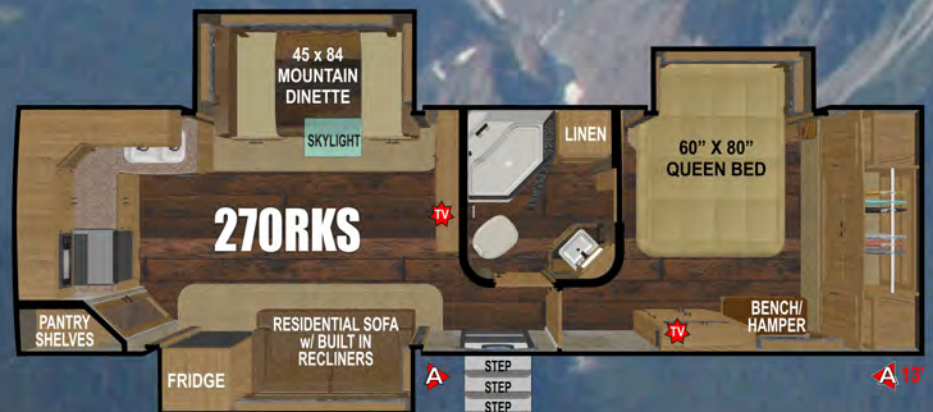 45 x 84
MOUNTAIN
DINETTE
SKYLIGHT
LINEN
60” X 80”
QUEEN BED
270RKS
TV
PANTRY
SHELVES
FRIDGE
RESIDENTIAL SOFA
w/ BUILT IN
RECLINERS
BENCH/
HAMPER
TV
A
STEP
STEP
STEP
A 13'